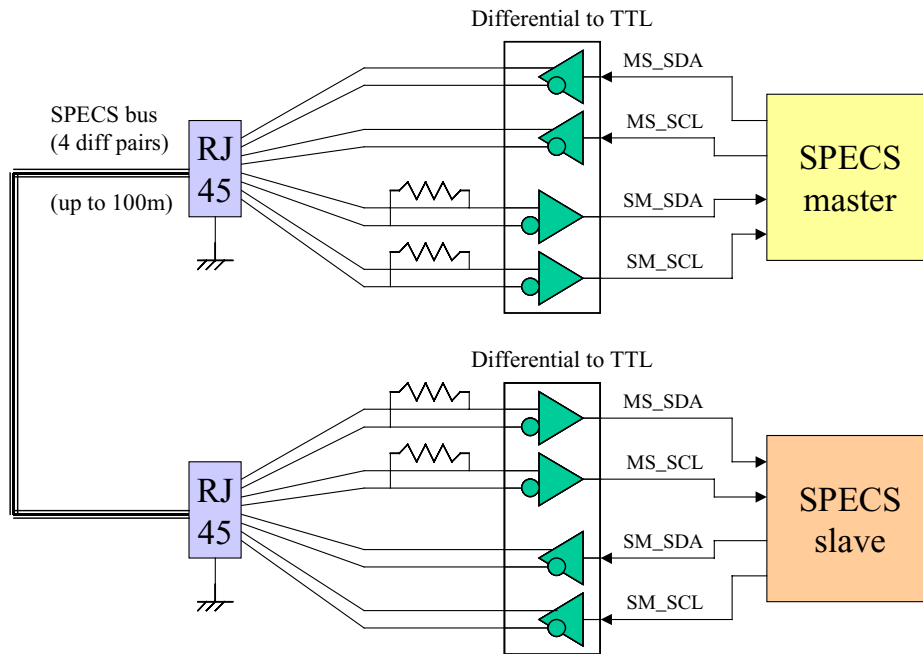 Differential to TTL
MS_SDA
SPECS bus
(4 diff pairs)
(up to 100m)
RJ
45
MS_SCL
SM_SDA
SM_SCL
SPECS
master
Differential to TTL
MS_SDA
MS_SCL
RJ
45
SM_SDA
SM_SCL
SPECS
slave